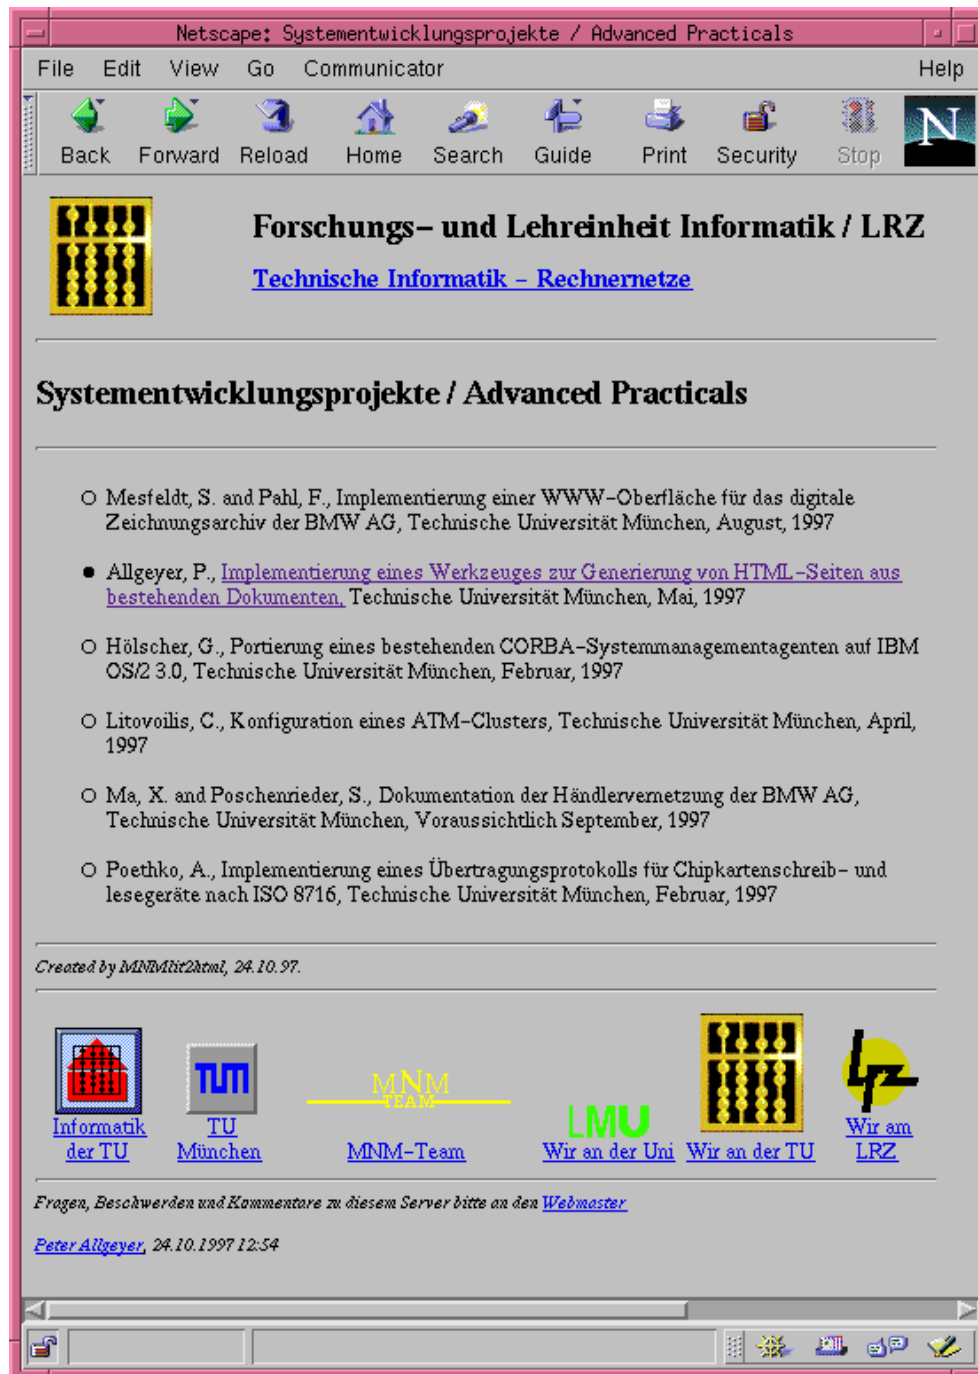 Netscape: Systementwicklungsprojekte / Advanced Practicals
File Edit View Go Communicator Help
Back Forward Reload Home Search Guide Print Security Stop N
Forschungs– und Lehreinheit Informatik / LRZ
Technische Informatik – Rechnernetze
Systementwicklungsprojekte / Advanced Practicals
Mesfeldt, S. and Pahl, F., Implementierung einer WWW–Oberfläche für das digitale
Zeichnungsarchiv der BMW AG, Technische Universität München, August, 1997
Allgeyer, P., Implementierung eines Werkzeuges zur Generierung von HTML–Seiten aus
bestehenden Dokumenten, Technische Universität München, Mai, 1997
Hölscher, G., Portierung eines bestehenden CORBA–Systemmanagementagenten auf IBM
OS/2 3.0, Technische Universität München, Februar, 1997
Litovoilis, C., Konfiguration eines ATM–Clusters, Technische Universität München, April,
1997
Ma, X. and Poschenrieder, S., Dokumentation der Händlervernetzung der BMW AG,
Technische Universität München, Voraussichtlich September, 1997
Poethko, A., Implementierung eines Übertragungsprotokolls für Chipkartenschreib– und
lesegeräte nach ISO 8716, Technische Universität München, Februar, 1997
Created by MNMlit2html, 24.10.97.
TUM
MNM
TEAM
LMU
lrz
Informatik
der TU
TU
München
MNM–Team
Wir an der Uni
Wir an der TU
Wir am
LRZ
Fragen, Beschwerden und Kommentare zu diesem Server bitte an den Webmaster
Peter Allgeyer, 24.10.1997 12:54